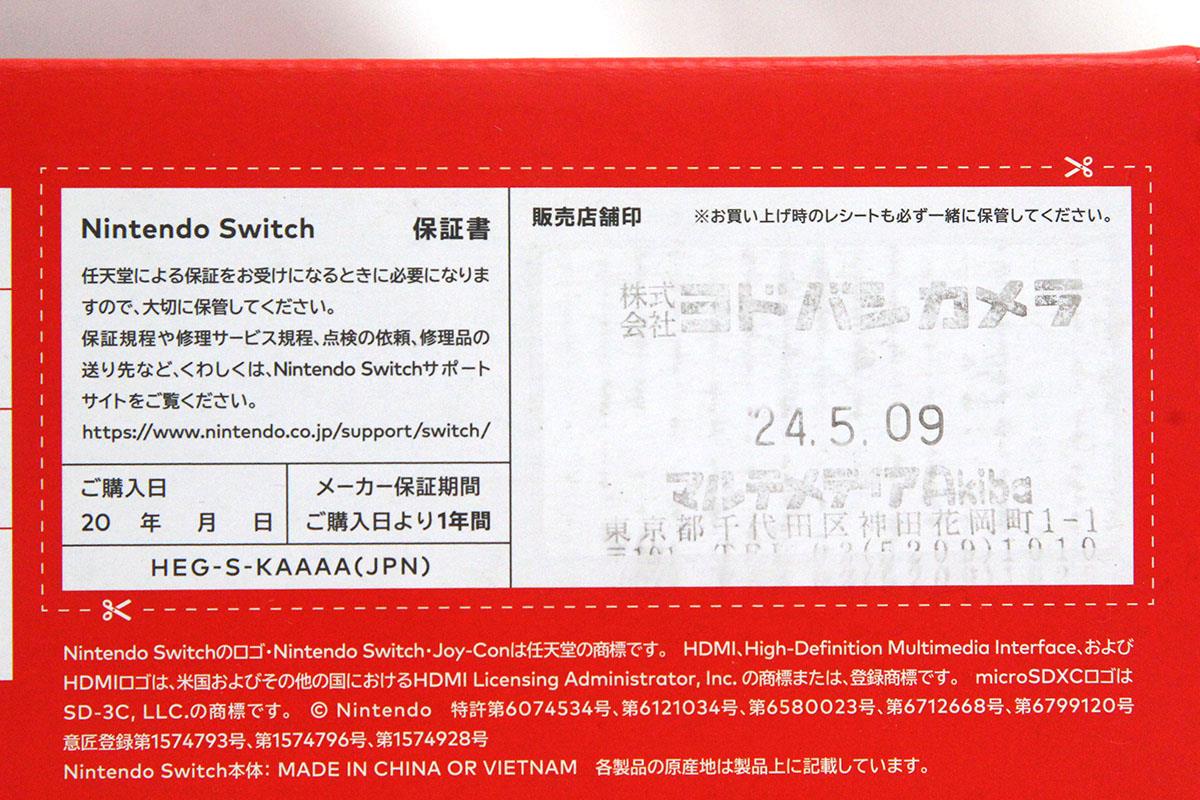 Nintendo Switch 保証書
任天堂による保証をお受けになるときに必要になりま
すので、大切に保管してください。
保証規程や修理サービス規程、点検の依頼、修理品の
送り先など、くわしくは、Nintendo Switchサポート
サイトをご覧ください。
https://www.nintendo.co.jp/support/switch/
ご購入日
20 年 月 日
メーカー保証期間
ご購入日より1年間
HEG-S-KAAAA(JPN)
販売店舗印 ※お買い上げ時のレシートも必ず一緒に保管してください。
株式会社ヨドバシカメラ
'24.5.09
マルチメディアAkiba
東京都千代田区神田花岡町1-1
〒101 (TEL 03(5209)1010
Nintendo Switchのロゴ・Nintendo Switch・Joy-Conは任天堂の商標です。 HDMI、High-Definition Multimedia Interface、および
HDMIロゴは、米国およびその他の国におけるHDMI Licensing Administrator, Inc. の商標または、登録商標です。 microSDXCロゴは
SD-3C, LLC.の商標です。 © Nintendo 特許第6074534号、第6121034号、第6580023号、第6712668号、第6799120号
意匠登録第1574793号、第1574796号、第1574928号
Nintendo Switch本体： MADE IN CHINA OR VIETNAM 各製品の原産地は製品上に記載しています。